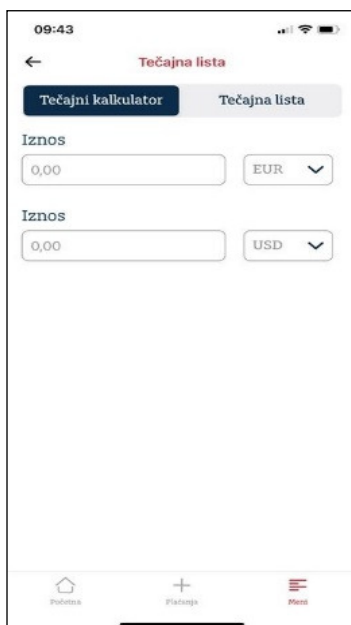 09:43
Tečajna lista
Tečajni kalkulator Tečajna lista
Iznos
0,00 EUR
Iznos
0,00 USD
Početna Plaćanja Meni